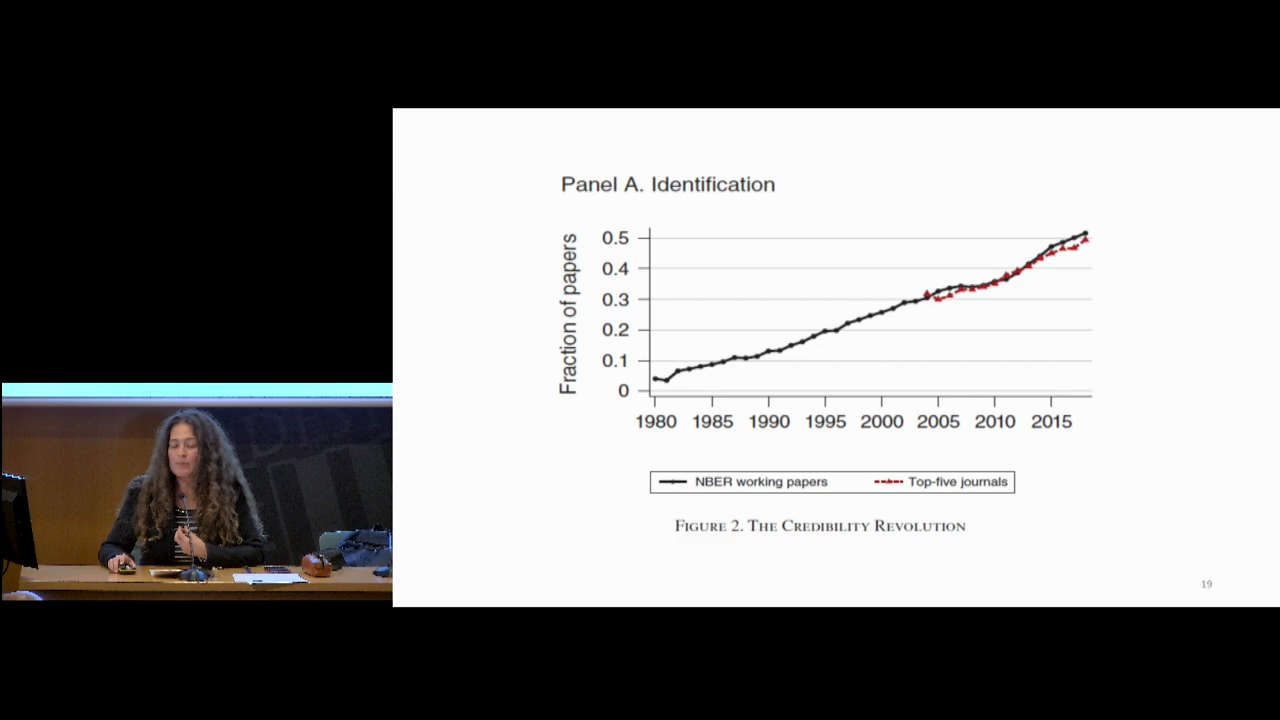 Panel A. Identification
Fraction of papers
0.5
0.4
0.3
0.2
0.1
0
1980 1985 1990 1995 2000 2005 2010 2015
NBER working papers Top-five journals
FIGURE 2. THE CREDIBILITY REVOLUTION
19